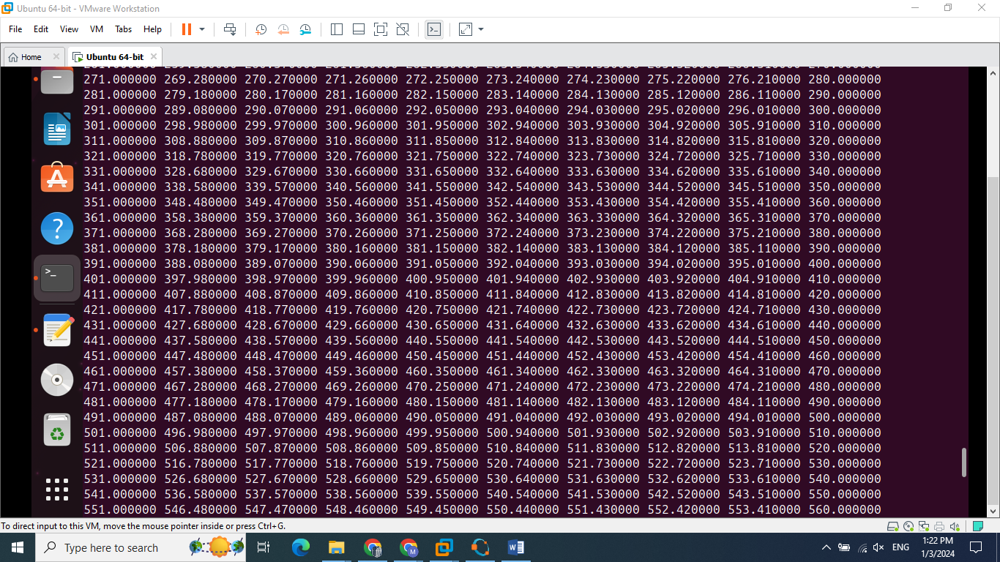 Ubuntu 64-bit - VMware Workstation
File Edit View VM Tabs Help
Home Ubuntu 64-bit
271.000000 269.280000 270.270000 271.260000 272.250000 273.240000 274.230000 275.220000 276.210000 280.000000
281.000000 279.180000 280.170000 281.160000 282.150000 283.140000 284.130000 285.120000 286.110000 290.000000
291.000000 289.080000 290.070000 291.060000 292.050000 293.040000 294.030000 295.020000 296.010000 300.000000
301.000000 298.980000 299.970000 300.960000 301.950000 302.940000 303.930000 304.920000 305.910000 310.000000
311.000000 308.880000 309.870000 310.860000 311.850000 312.840000 313.830000 314.820000 315.810000 320.000000
321.000000 318.780000 319.770000 320.760000 321.750000 322.740000 323.730000 324.720000 325.710000 330.000000
331.000000 328.680000 329.670000 330.660000 331.650000 332.640000 333.630000 334.620000 335.610000 340.000000
341.000000 338.580000 339.570000 340.560000 341.550000 342.540000 343.530000 344.520000 345.510000 350.000000
351.000000 348.480000 349.470000 350.460000 351.450000 352.440000 353.430000 354.420000 355.410000 360.000000
361.000000 358.380000 359.370000 360.360000 361.350000 362.340000 363.330000 364.320000 365.310000 370.000000
371.000000 368.280000 369.270000 370.260000 371.250000 372.240000 373.230000 374.220000 375.210000 380.000000
381.000000 378.180000 379.170000 380.160000 381.150000 382.140000 383.130000 384.120000 385.110000 390.000000
391.000000 388.080000 389.070000 390.060000 391.050000 392.040000 393.030000 394.020000 395.010000 400.000000
401.000000 397.980000 398.970000 399.960000 400.950000 401.940000 402.930000 403.920000 404.910000 410.000000
411.000000 407.880000 408.870000 409.860000 410.850000 411.840000 412.830000 413.820000 414.810000 420.000000
421.000000 417.780000 418.770000 419.760000 420.750000 421.740000 422.730000 423.720000 424.710000 430.000000
431.000000 427.680000 428.670000 429.660000 430.650000 431.640000 432.630000 433.620000 434.610000 440.000000
441.000000 437.580000 438.570000 439.560000 440.550000 441.540000 442.530000 443.520000 444.510000 450.000000
451.000000 447.480000 448.470000 449.460000 450.450000 451.440000 452.430000 453.420000 454.410000 460.000000
461.000000 457.380000 458.370000 459.360000 460.350000 461.340000 462.330000 463.320000 464.310000 470.000000
471.000000 467.280000 468.270000 469.260000 470.250000 471.240000 472.230000 473.220000 474.210000 480.000000
481.000000 477.180000 478.170000 479.160000 480.150000 481.140000 482.130000 483.120000 484.110000 490.000000
491.000000 487.080000 488.070000 489.060000 490.050000 491.040000 492.030000 493.020000 494.010000 500.000000
501.000000 496.980000 497.970000 498.960000 499.950000 500.940000 501.930000 502.920000 503.910000 510.000000
511.000000 506.880000 507.870000 508.860000 509.850000 510.840000 511.830000 512.820000 513.810000 520.000000
521.000000 516.780000 517.770000 518.760000 519.750000 520.740000 521.730000 522.720000 523.710000 530.000000
531.000000 526.680000 527.670000 528.660000 529.650000 530.640000 531.630000 532.620000 533.610000 540.000000
541.000000 536.580000 537.570000 538.560000 539.550000 540.540000 541.530000 542.520000 543.510000 550.000000
551.000000 546.480000 547.470000 548.460000 549.450000 550.440000 551.430000 552.420000 553.410000 560.000000
To direct input to this VM, move the mouse pointer inside or press Ctrl+G.
Type here to search
ENG
1:22 PM
1/3/2024